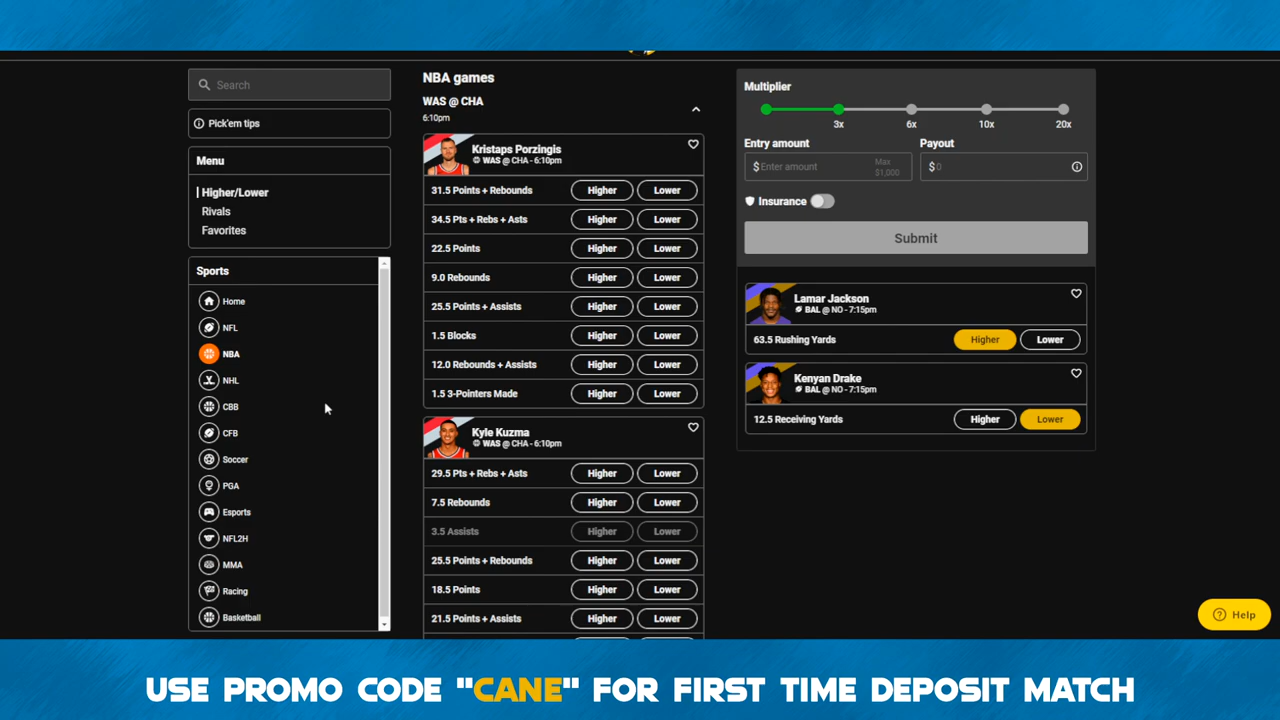 Search
Pick'em tips
Menu
Higher/Lower
Rivals
Favorites
Sports
Home
NFL
NBA
NHL
CBB
CFB
Soccer
PGA
Esports
NFL2H
MMA
Racing
Basketball
NBA games
WAS @ CHA
6:10pm
Kristaps Porzingis
WAS @ CHA - 6:10pm
31.5 Points + Rebounds Higher Lower
34.5 Pts + Rebs + Asts Higher Lower
22.5 Points Higher Lower
9.0 Rebounds Higher Lower
25.5 Points + Assists Higher Lower
1.5 Blocks Higher Lower
12.0 Rebounds + Assists Higher Lower
1.5 3-Pointers Made Higher Lower
Kyle Kuzma
WAS @ CHA - 6:10pm
29.5 Pts + Rebs + Asts Higher Lower
7.5 Rebounds Higher Lower
3.5 Assists Higher Lower
25.5 Points + Rebounds Higher Lower
18.5 Points Higher Lower
21.5 Points + Assists Higher Lower
Multiplier
3x 6x 10x 20x
Entry amount Payout
$ Enter amount Max $1,000 $ 0
Insurance
Submit
Lamar Jackson
BAL @ NO - 7:15pm
63.5 Rushing Yards Higher Lower
Kenyan Drake
BAL @ NO - 7:15pm
12.5 Receiving Yards Higher Lower
Help
USE PROMO CODE "CANE" FOR FIRST TIME DEPOSIT MATCH